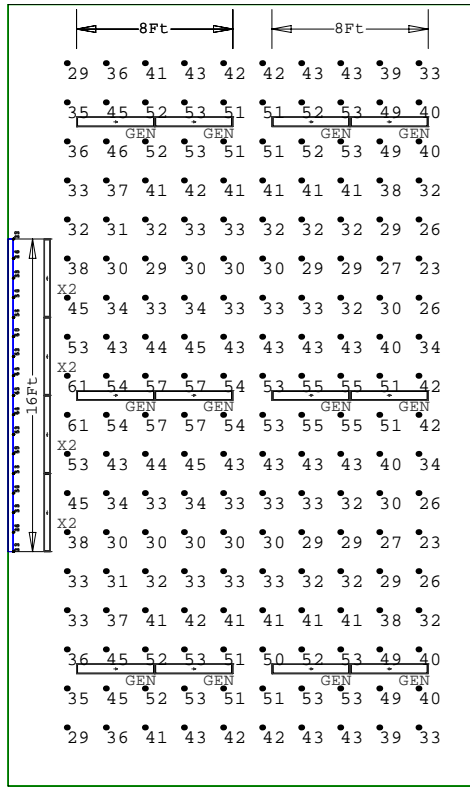 8Ft 8Ft
29 36 41 43 42 42 43 43 39 33
35 45 52 53 51 51 52 53 49 40
GEN GEN GEN GEN
36 46 52 53 51 51 52 53 49 40
33 37 41 42 41 41 41 41 38 32
32 31 32 33 33 32 32 32 29 26
38 30 29 30 30 30 29 29 27 23
X2
45 34 33 34 33 33 33 32 30 26
53 43 44 45 43 43 43 43 40 34
X2
61 54 57 57 54 53 55 55 51 42
16Ft
GEN GEN GEN GEN
61 54 57 57 54 53 55 55 51 42
X2
53 43 44 45 43 43 43 43 40 34
45 34 33 34 33 33 33 32 30 26
X2
38 30 30 30 30 30 29 29 27 23
33 31 32 33 33 33 32 32 29 26
33 37 41 42 41 41 41 41 38 32
36 45 52 53 51 50 52 53 49 40
GEN GEN GEN GEN
35 45 52 53 51 51 53 53 49 40
29 36 41 43 42 42 43 43 39 33